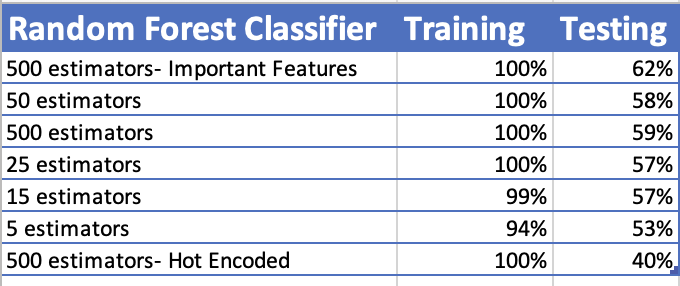 Random Forest Classifier Training Testing
500 estimators- Important Features 100% 62%
50 estimators 100% 58%
500 estimators 100% 59%
25 estimators 100% 57%
15 estimators 99% 57%
5 estimators 94% 53%
500 estimators- Hot Encoded 100% 40%